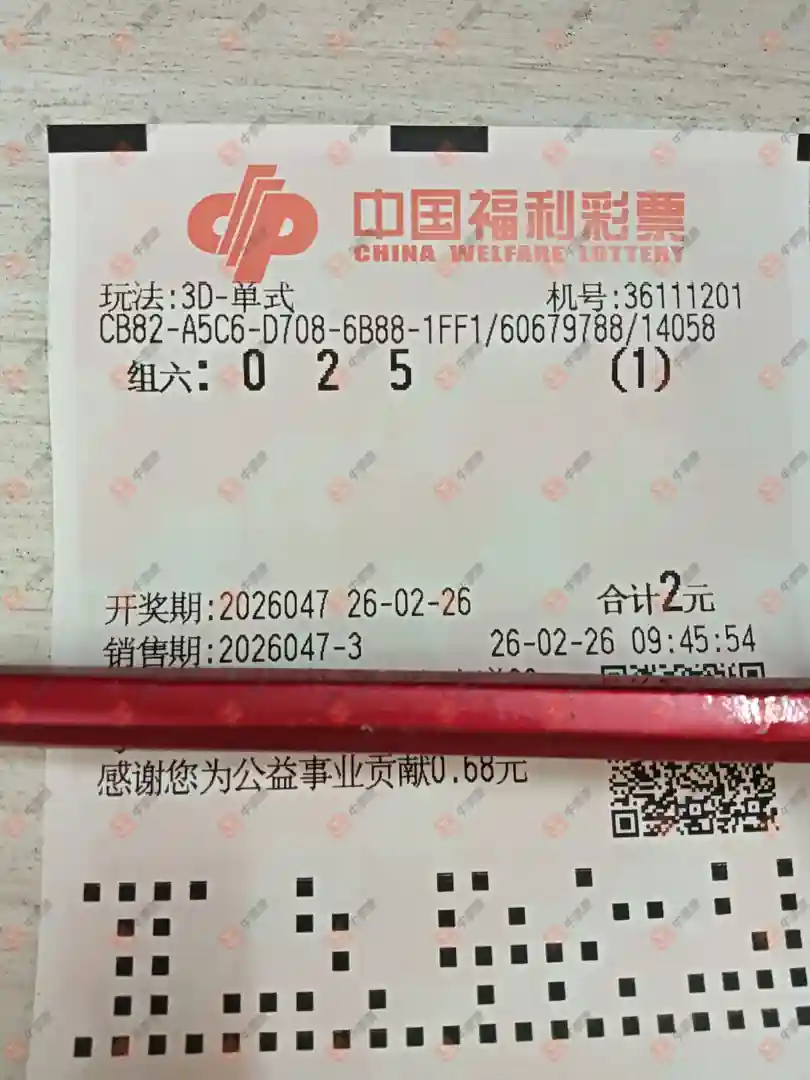 中国福利彩票
CHINA WELFARE LOTTERY
玩法:3D-单式 机号:36111201
CB82-A5C6-D708-6B88-1FF1/60679788/14058
组六: 0 2 5 (1)
开奖期:2026047 26-02-26 合计2元
销售期:2026047-3 26-02-26 09:45:54
感谢您为公益事业贡献0.68元